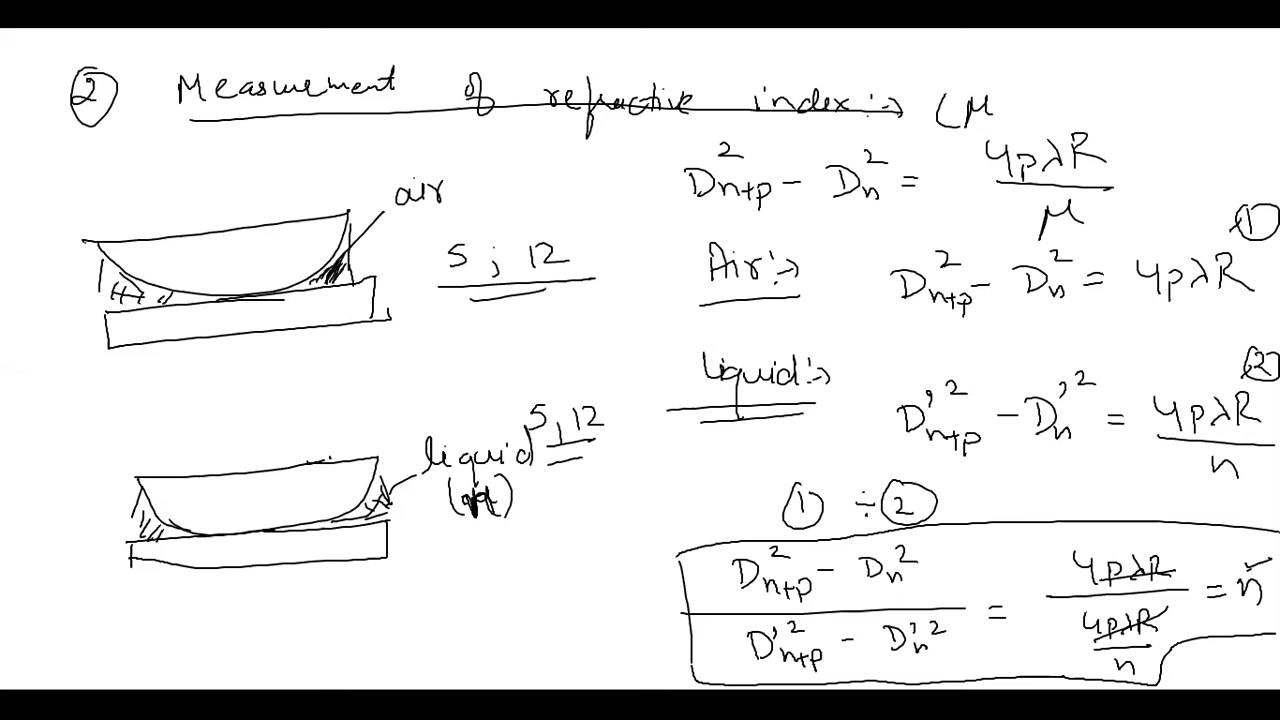 ② Measurement of refractive index :→ (μ
D²n+p − D²n = 4pλR / μ
air
5 ; 12
Air :→ D²n+p − D²n = 4pλR ①
Liquid :→ D'²n+p − D'²n = 4pλR / n ②
liquid 5, 12
① ÷ ②
D²n+p − D²n / D'²n+p − D'²n = 4pλR / 4pλR / n = n